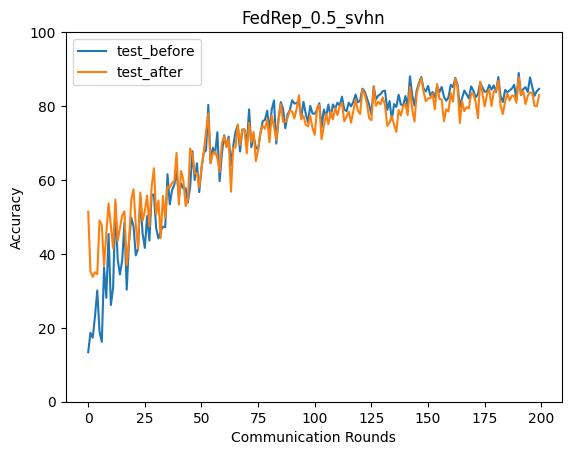 FedRep_0.5_svhn
test_before
test_after
100
80
60
40
20
0
Accuracy
0 25 50 75 100 125 150 175 200
Communication Rounds